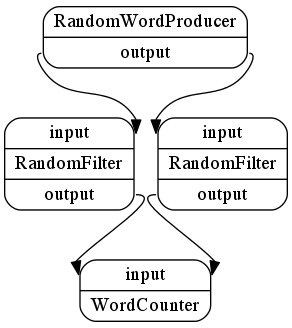 RandomWordProducer
output
input
RandomFilter
output
input
RandomFilter
output
input
WordCounter